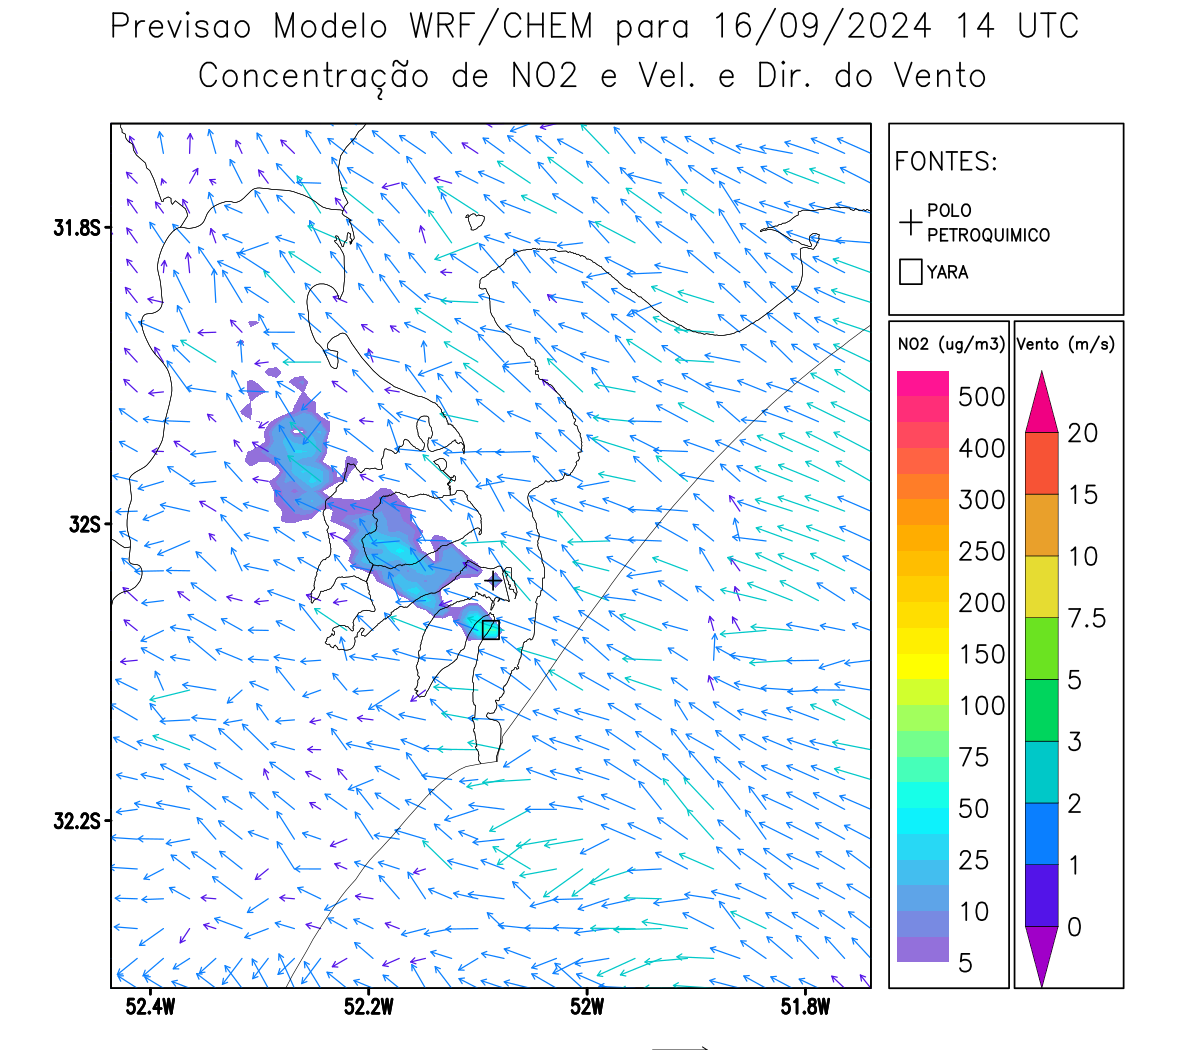 Previsao Modelo WRF/CHEM para 16/09/2024 14 UTC
Concentração de NO2 e Vel. e Dir. do Vento
FONTES:
POLO
PETROQUIMICO
YARA
NO2 (ug/m3)
500
400
300
250
200
150
100
75
50
25
10
5
Vento (m/s)
20
15
10
7.5
5
3
2
1
0
31.8S
32S
32.2S
52.4W
52.2W
52W
51.8W